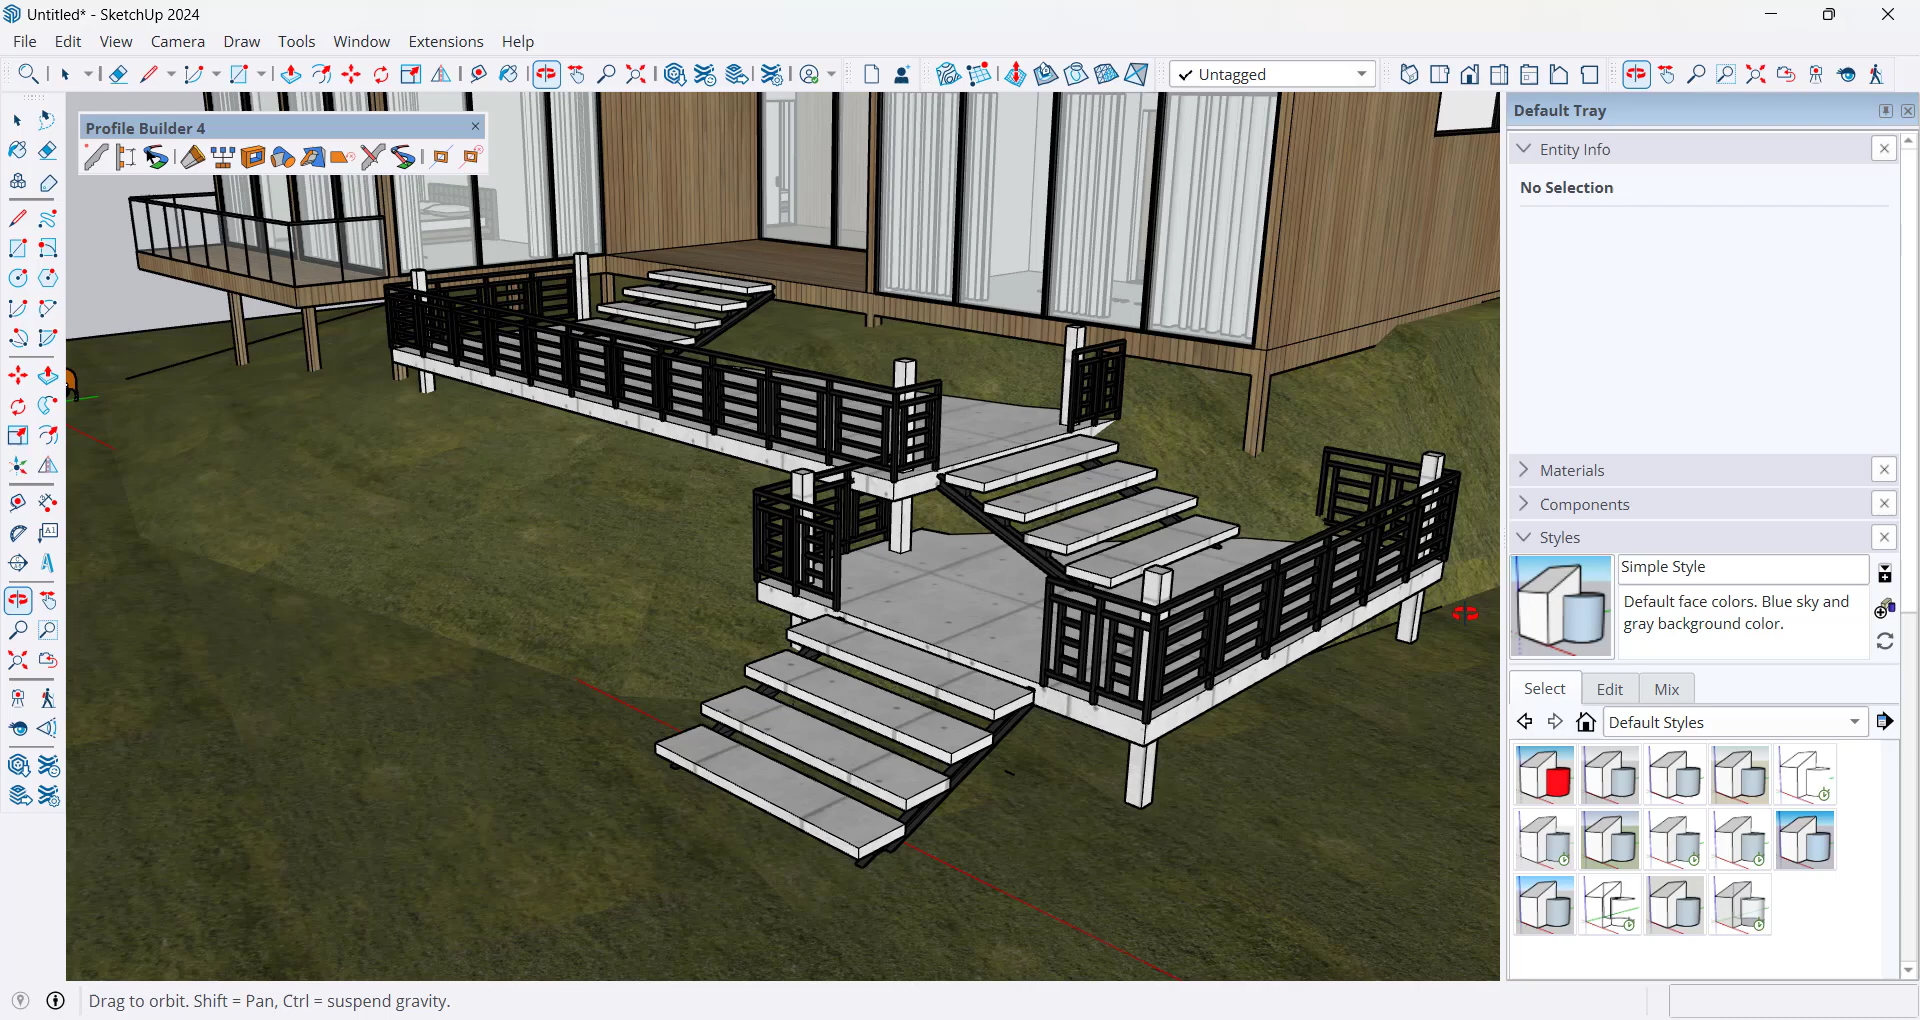 Untitled* - SketchUp 2024
File Edit View Camera Draw Tools Window Extensions Help
Untagged
Profile Builder 4
Default Tray
Entity Info
No Selection
Materials
Components
Styles
Simple Style
Default face colors. Blue sky and
gray background color.
Select Edit Mix
Default Styles
A1
Drag to orbit. Shift = Pan, Ctrl = suspend gravity.